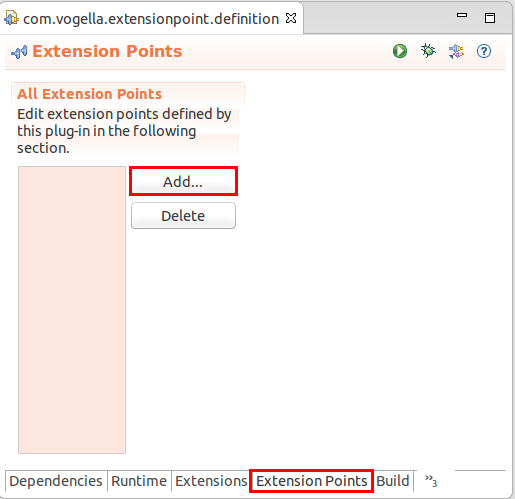 com.vogella.extensionpoint.definition
Extension Points
All Extension Points
Edit extension points defined by
this plug-in in the following
section.
Add...
Delete
Dependencies Runtime Extensions Extension Points Build »3